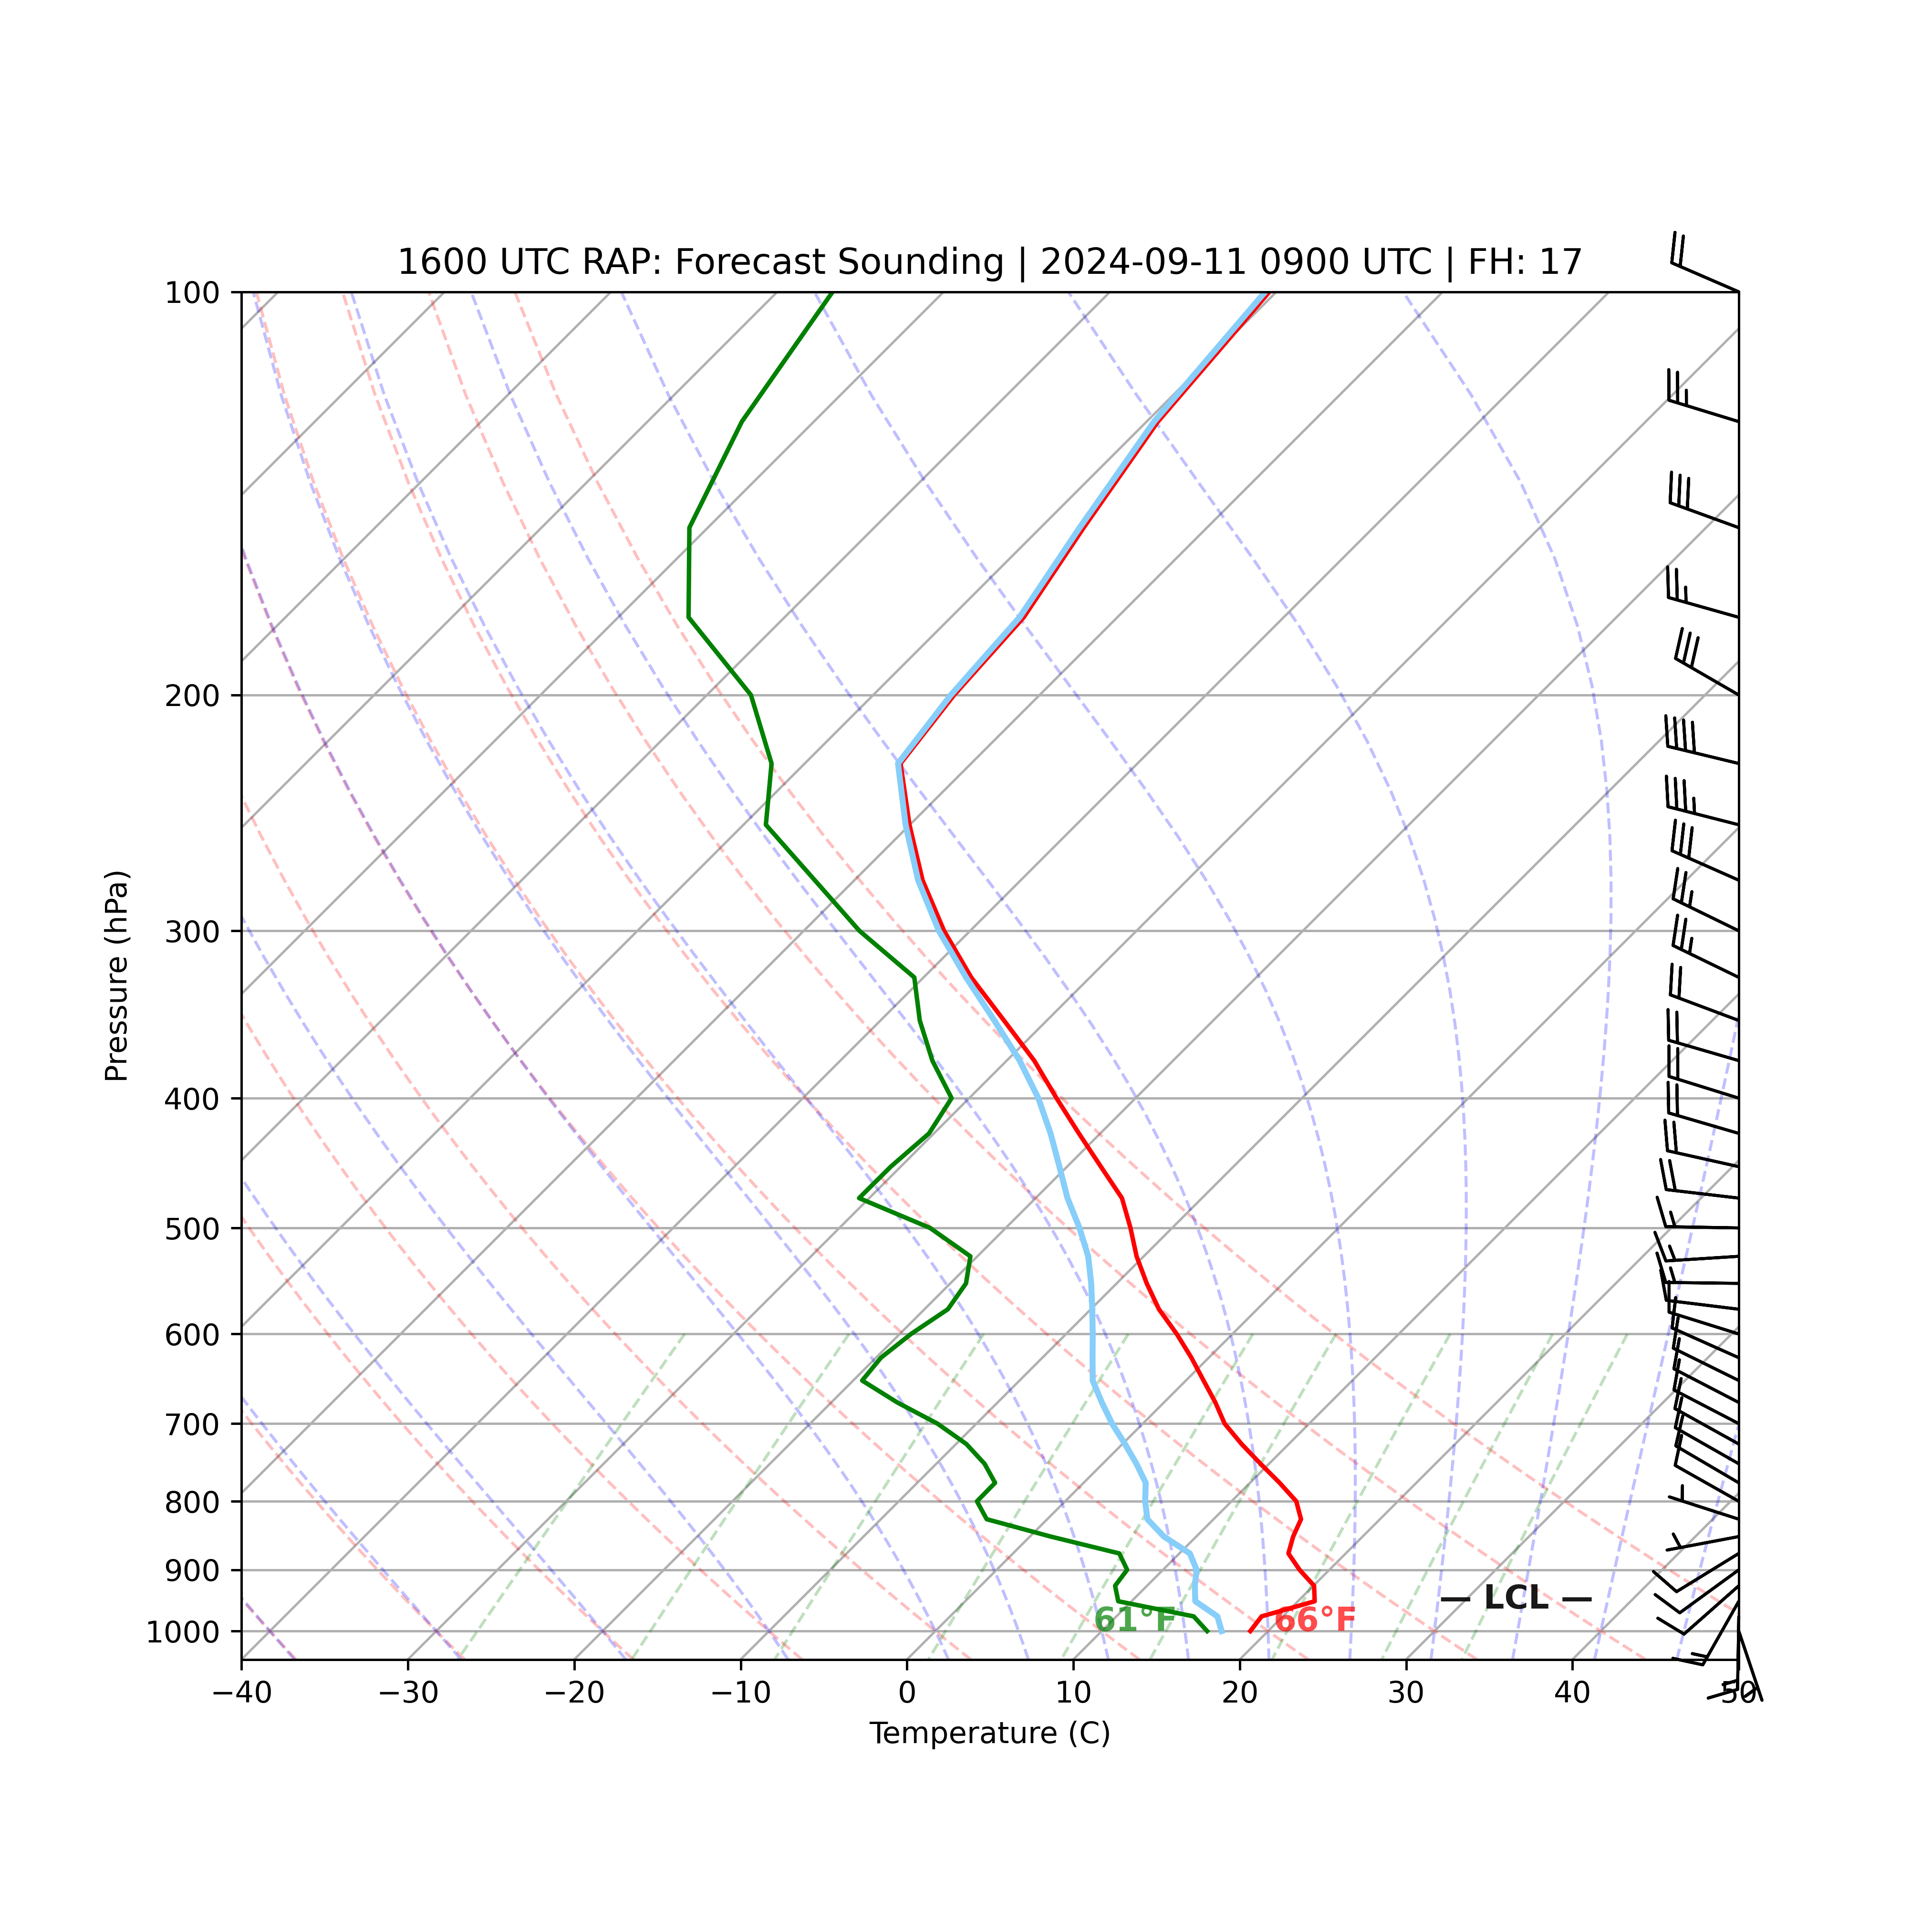 1600 UTC RAP: Forecast Sounding | 2024-09-11 0900 UTC | FH: 17
100
200
300
400
500
600
700
800
900
1000
Pressure (hPa)
— LCL —
61°F 66°F
−40 −30 −20 −10 0 10 20 30 40 50
Temperature (C)